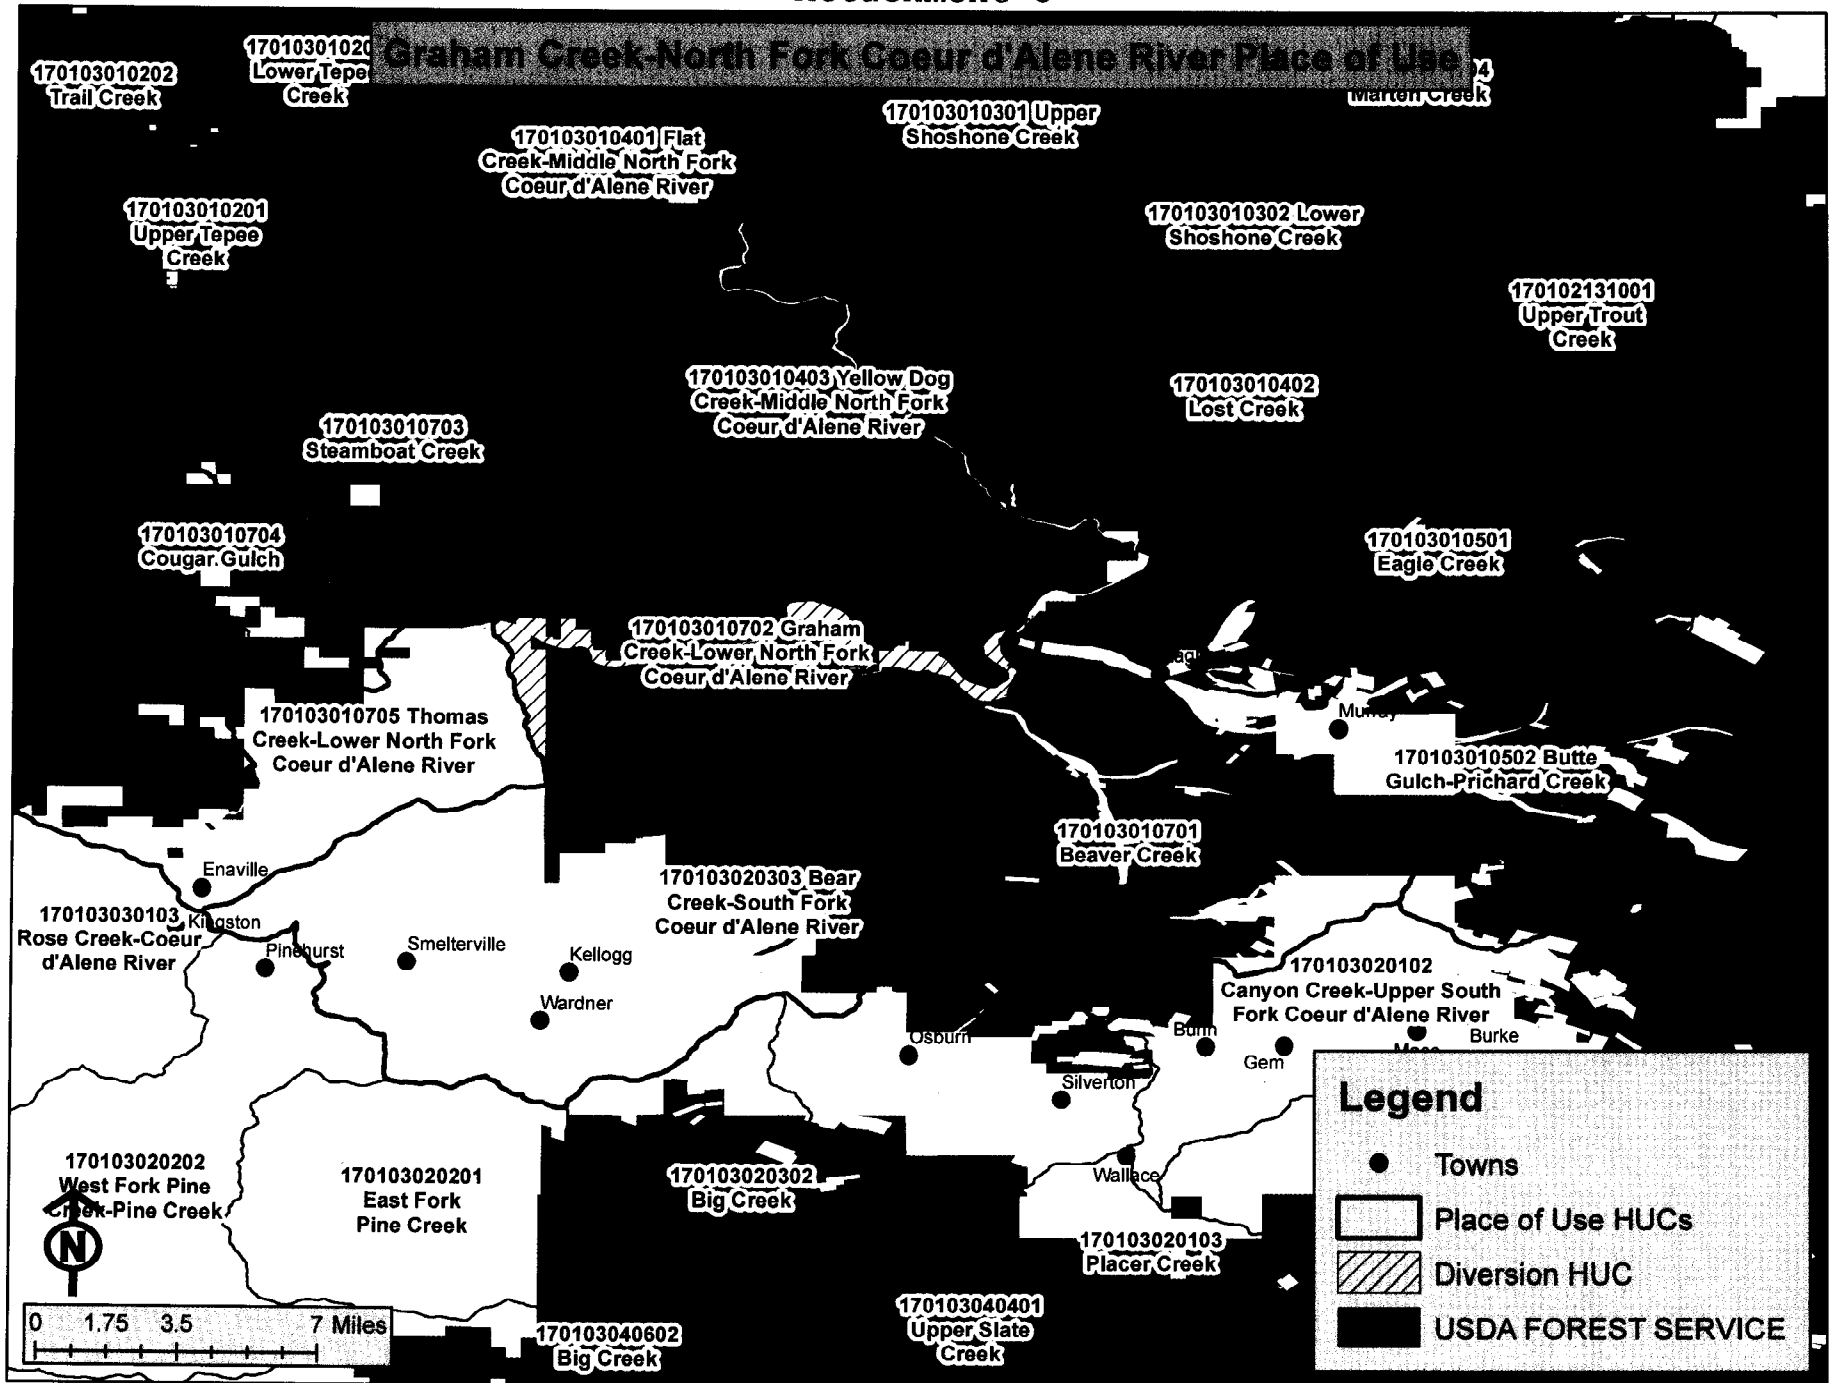 Graham Creek-North Fork Coeur d'Alene River Place of Use
170103010202
Trail Creek
17010301020
Lower Tepee
Creek
170103010401 Flat
Creek-Middle North Fork
Coeur d'Alene River
170103010301 Upper
Shoshone Creek
4
Marten Creek
170103010201
Upper Tepee
Creek
170103010302 Lower
Shoshone Creek
170102131001
Upper Trout
Creek
170103010403 Yellow Dog
Creek-Middle North Fork
Coeur d'Alene River
170103010402
Lost Creek
170103010703
Steamboat Creek
170103010704
Cougar Gulch
170103010501
Eagle Creek
170103010702 Graham
Creek-Lower North Fork
Coeur d'Alene River
170103010705 Thomas
Creek-Lower North Fork
Coeur d'Alene River
Murray
170103010502 Butte
Gulch-Prichard Creek
170103010701
Beaver Creek
Enaville
170103020303 Bear
Creek-South Fork
Coeur d'Alene River
170103030103
Rose Creek-Coeur
d'Alene River
Kingston
Pinehurst
Smelterville
Kellogg
Wardner
170103020102
Canyon Creek-Upper South
Fork Coeur d'Alene River
Osburn
Bunn
Gem
Burke
Silverton
Wallace
170103020202
West Fork Pine
Creek-Pine Creek
170103020201
East Fork
Pine Creek
170103020302
Big Creek
170103020103
Placer Creek
170103040401
Upper Slate
Creek
170103040602
Big Creek
N
0 1.75 3.5 7 Miles
Legend
Towns
Place of Use HUCs
Diversion HUC
USDA FOREST SERVICE